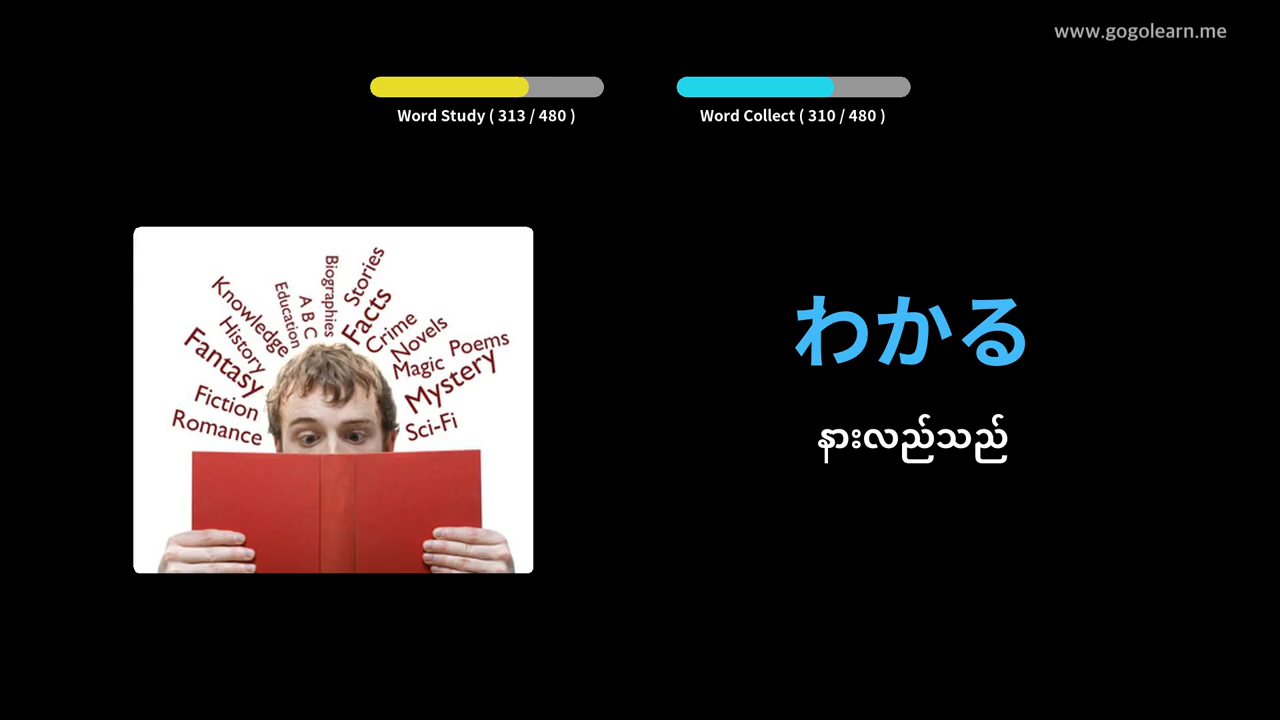 www.gogolearn.me
Word Study ( 313 / 480 )
Word Collect ( 310 / 480 )
わかる
နားလည်သည်
Biographies
Stories
Education
A B C
Facts
Knowledge
Crime
History
Novels
Poems
Fantasy
Magic
Mystery
Fiction
Romance
Sci-Fi